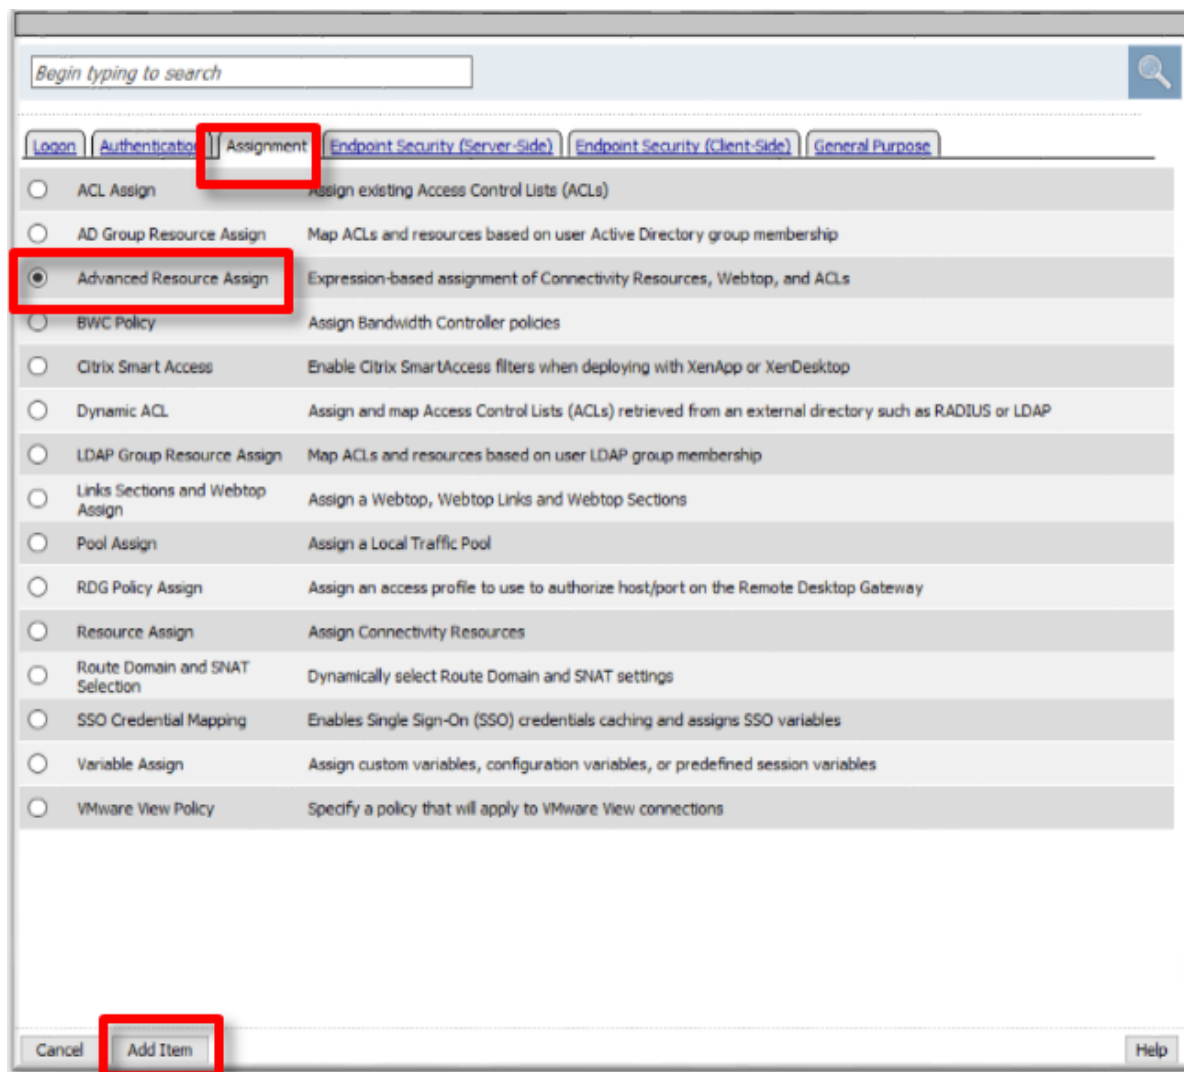 Begin typing to search
Logon Authentication Assignment Endpoint Security (Server-Side) Endpoint Security (Client-Side) General Purpose
ACL Assign Assign existing Access Control Lists (ACLs)
AD Group Resource Assign Map ACLs and resources based on user Active Directory group membership
Advanced Resource Assign Expression-based assignment of Connectivity Resources, Webtop, and ACLs
BWC Policy Assign Bandwidth Controller policies
Citrix Smart Access Enable Citrix SmartAccess filters when deploying with XenApp or XenDesktop
Dynamic ACL Assign and map Access Control Lists (ACLs) retrieved from an external directory such as RADIUS or LDAP
LDAP Group Resource Assign Map ACLs and resources based on user LDAP group membership
Links Sections and Webtop
Assign
Assign a Webtop, Webtop Links and Webtop Sections
Pool Assign Assign a Local Traffic Pool
RDG Policy Assign Assign an access profile to use to authorize host/port on the Remote Desktop Gateway
Resource Assign Assign Connectivity Resources
Route Domain and SNAT
Selection
Dynamically select Route Domain and SNAT settings
SSO Credential Mapping Enables Single Sign-On (SSO) credentials caching and assigns SSO variables
Variable Assign Assign custom variables, configuration variables, or predefined session variables
VMware View Policy Specify a policy that will apply to VMware View connections
Cancel Add Item Help